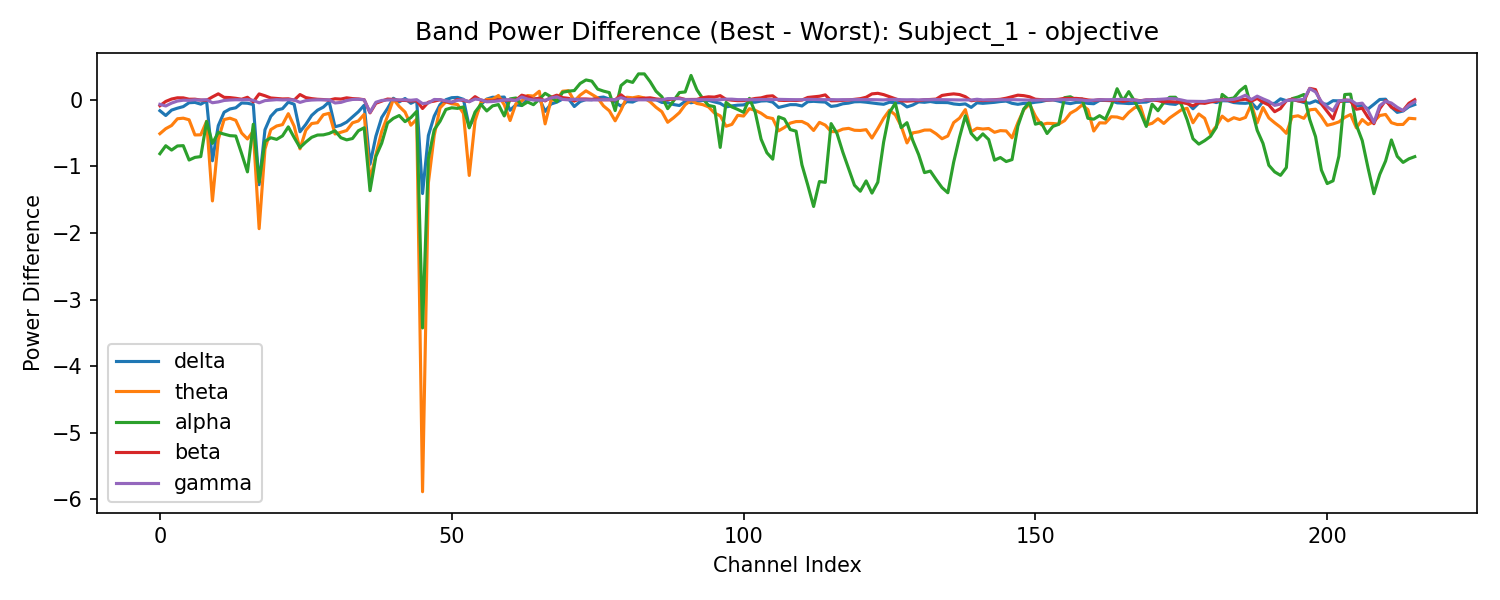 Band Power Difference (Best - Worst): Subject_1 - objective
Power Difference
0
−1
−2
−3
−4
−5
−6
delta
theta
alpha
beta
gamma
0 50 100 150 200
Channel Index